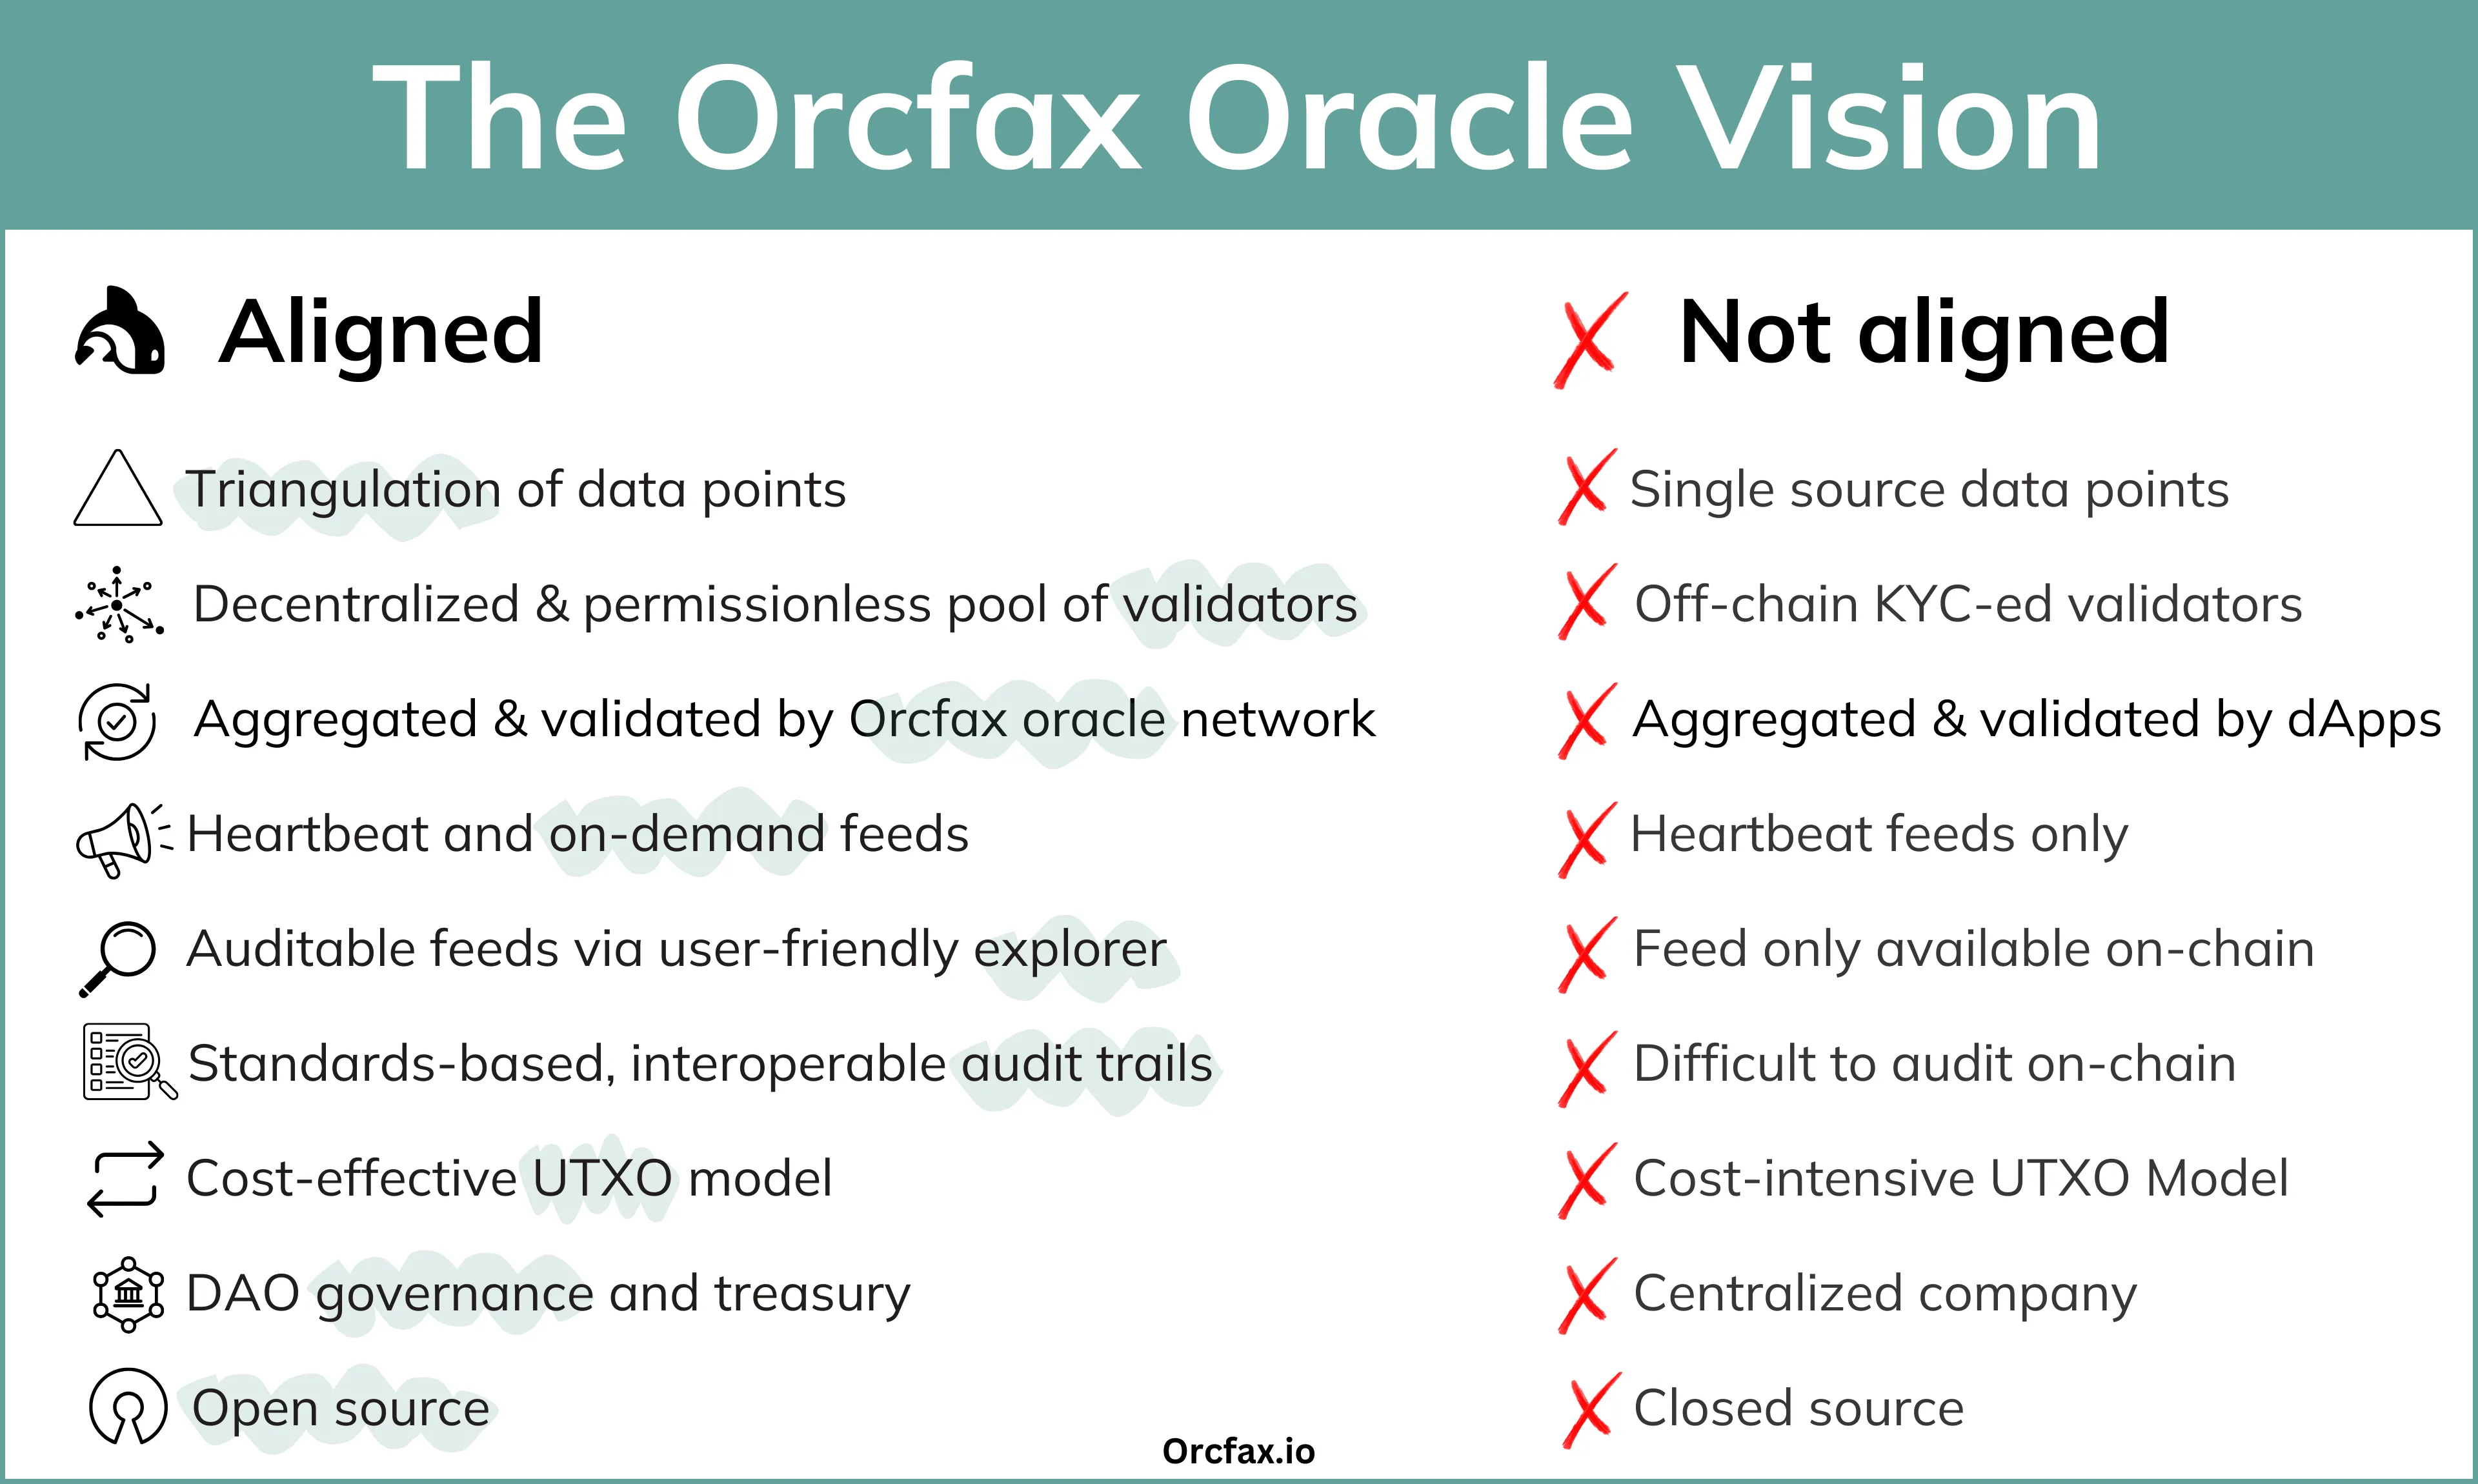 The Orcfax Oracle Vision
Aligned
Not aligned
Triangulation of data points
Single source data points
Decentralized & permissionless pool of validators
Off-chain KYC-ed validators
Aggregated & validated by Orcfax oracle network
Aggregated & validated by dApps
Heartbeat and on-demand feeds
Heartbeat feeds only
Auditable feeds via user-friendly explorer
Feed only available on-chain
Standards-based, interoperable audit trails
Difficult to audit on-chain
Cost-effective UTXO model
Cost-intensive UTXO Model
DAO governance and treasury
Centralized company
Open source
Closed source
Orcfax.io